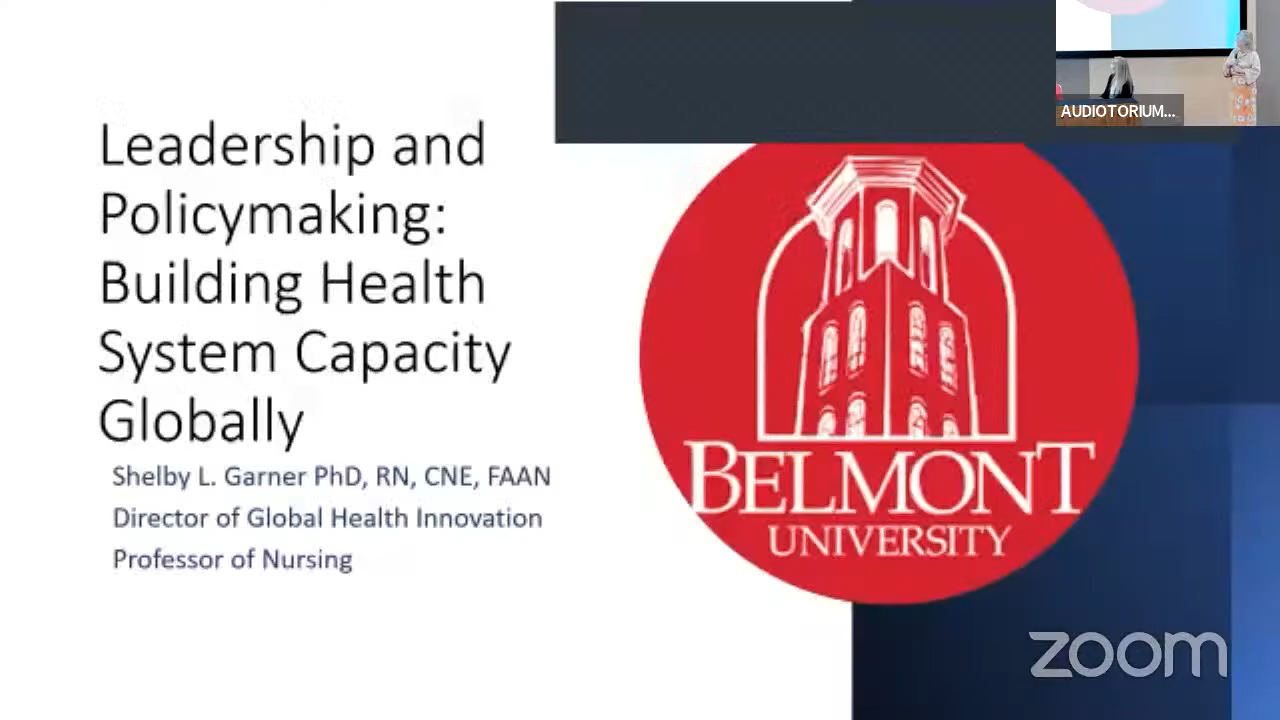 Leadership and
Policymaking:
Building Health
System Capacity
Globally
Shelby L. Garner PhD, RN, CNE, FAAN
Director of Global Health Innovation
Professor of Nursing
BELMONT
UNIVERSITY
AUDIOTORIUM...
zoom